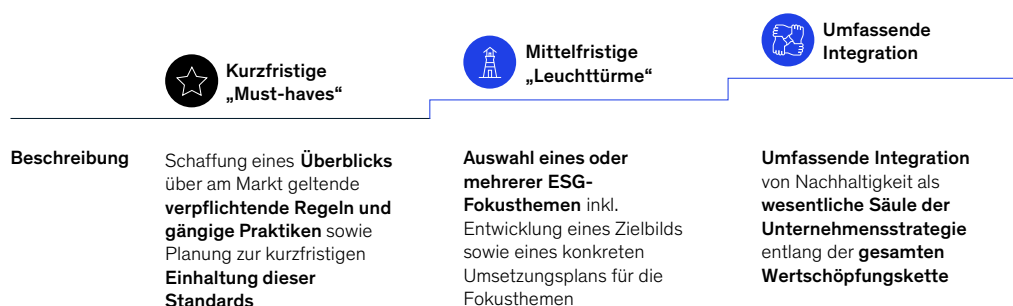 Kurzfristige
„Must-haves“
Mittelfristige
„Leuchttürme“
Umfassende
Integration
Beschreibung
Schaffung eines Überblicks
über am Markt geltende
verpflichtende Regeln und
gängige Praktiken sowie
Planung zur kurzfristigen
Einhaltung dieser
Standards
Auswahl eines oder
mehrerer ESG-
Fokusthemen inkl.
Entwicklung eines Zielbilds
sowie eines konkreten
Umsetzungsplans für die
Fokusthemen
Umfassende Integration
von Nachhaltigkeit als
wesentliche Säule der
Unternehmensstrategie
entlang der gesamten
Wertschöpfungskette